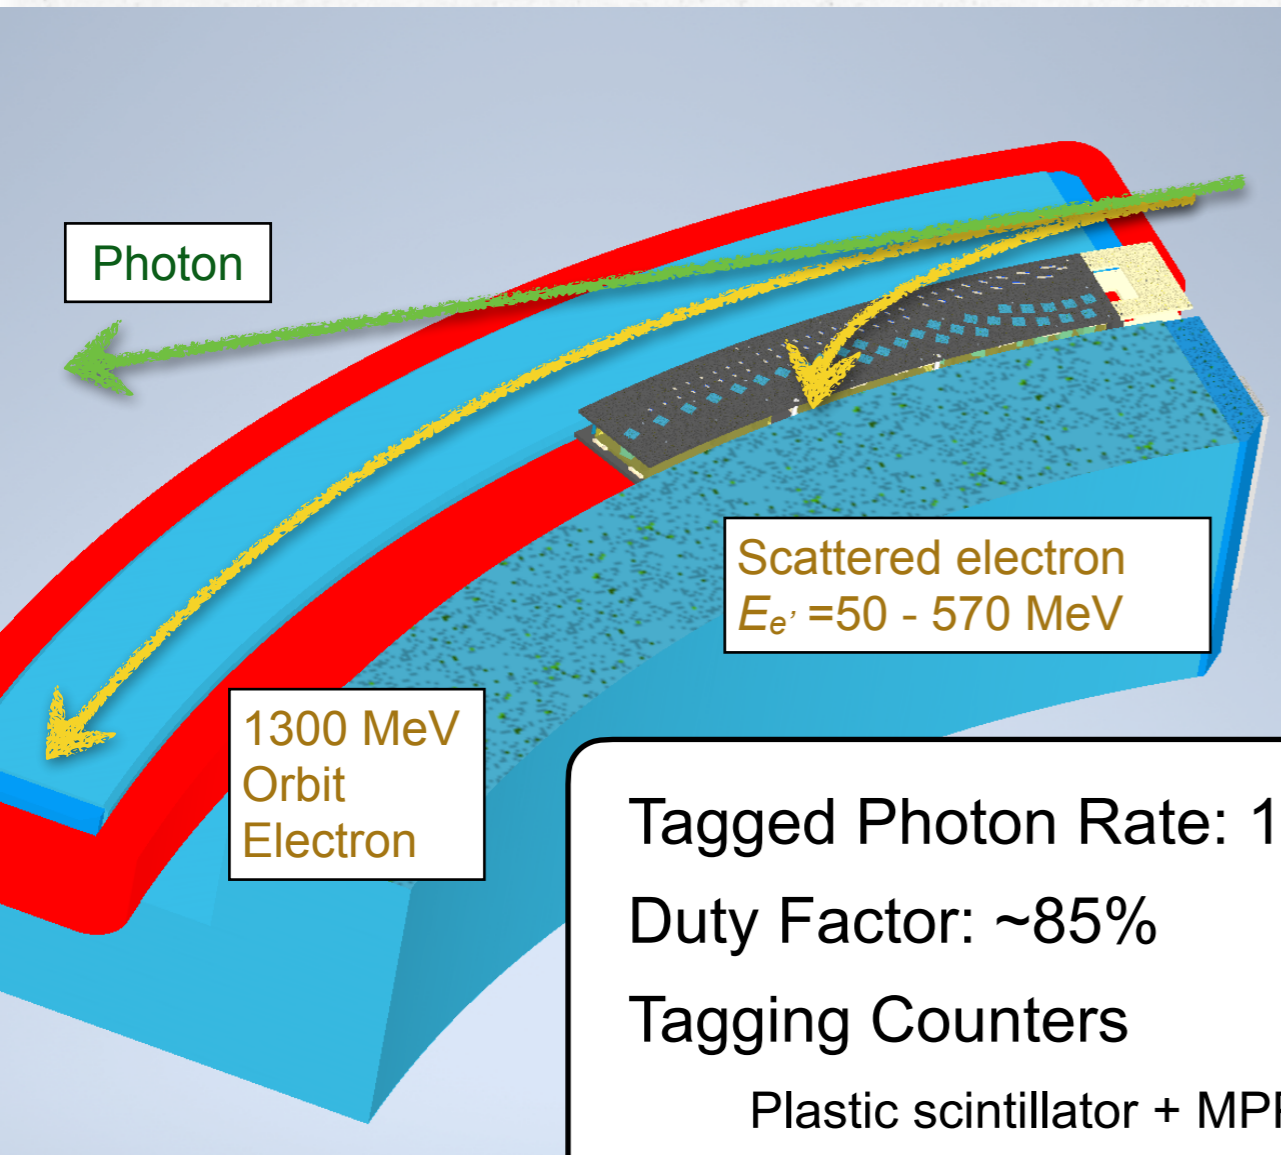 Photon
Scattered electron
Ee’ =50 - 570 MeV
1300 MeV
Orbit
Electron
Tagged Photon Rate: 1
Duty Factor: ~85%
Tagging Counters
Plastic scintillator + MPP